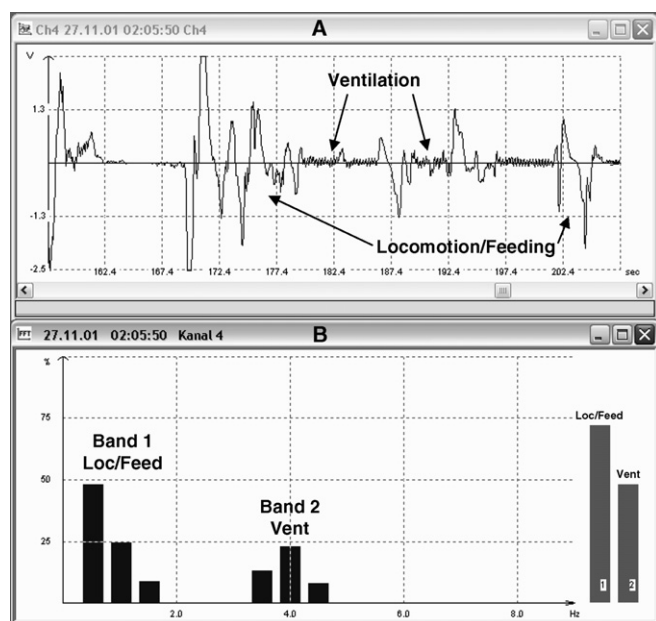 Ch4 27.11.01 02:05:50 Ch4
A
V
Ventilation
1.3
-1.3
Locomotion/Feeding
-2.5
162.4 167.4 172.4 177.4 182.4 187.4 192.4 197.4 202.4 sec
FFT 27.11.01 02:05:50 Kanal 4
B
%
75
Loc/Feed
Band 1
Loc/Feed
Vent
50
Band 2
Vent
25
1 2
2.0 4.0 6.0 8.0 Hz